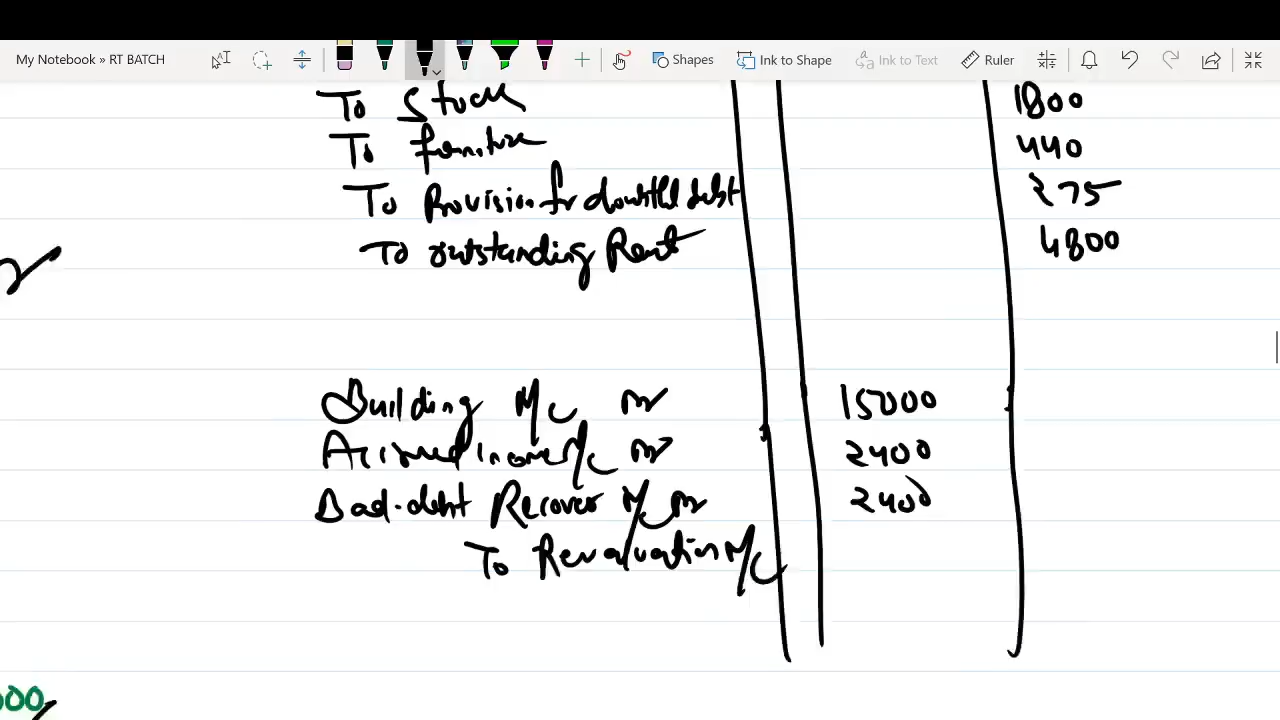 My Notebook » RT BATCH
Shapes
Ink to Shape
Ink to Text
Ruler
To Stock 1800
To furniture 440
To Provision for doubtful debt 275
To outstanding Rent 4800
Building A/c Dr 15000
Accrued income A/c Dr 2400
Bad-debt Recover A/c Dr 2400
To Revaluation A/c
000